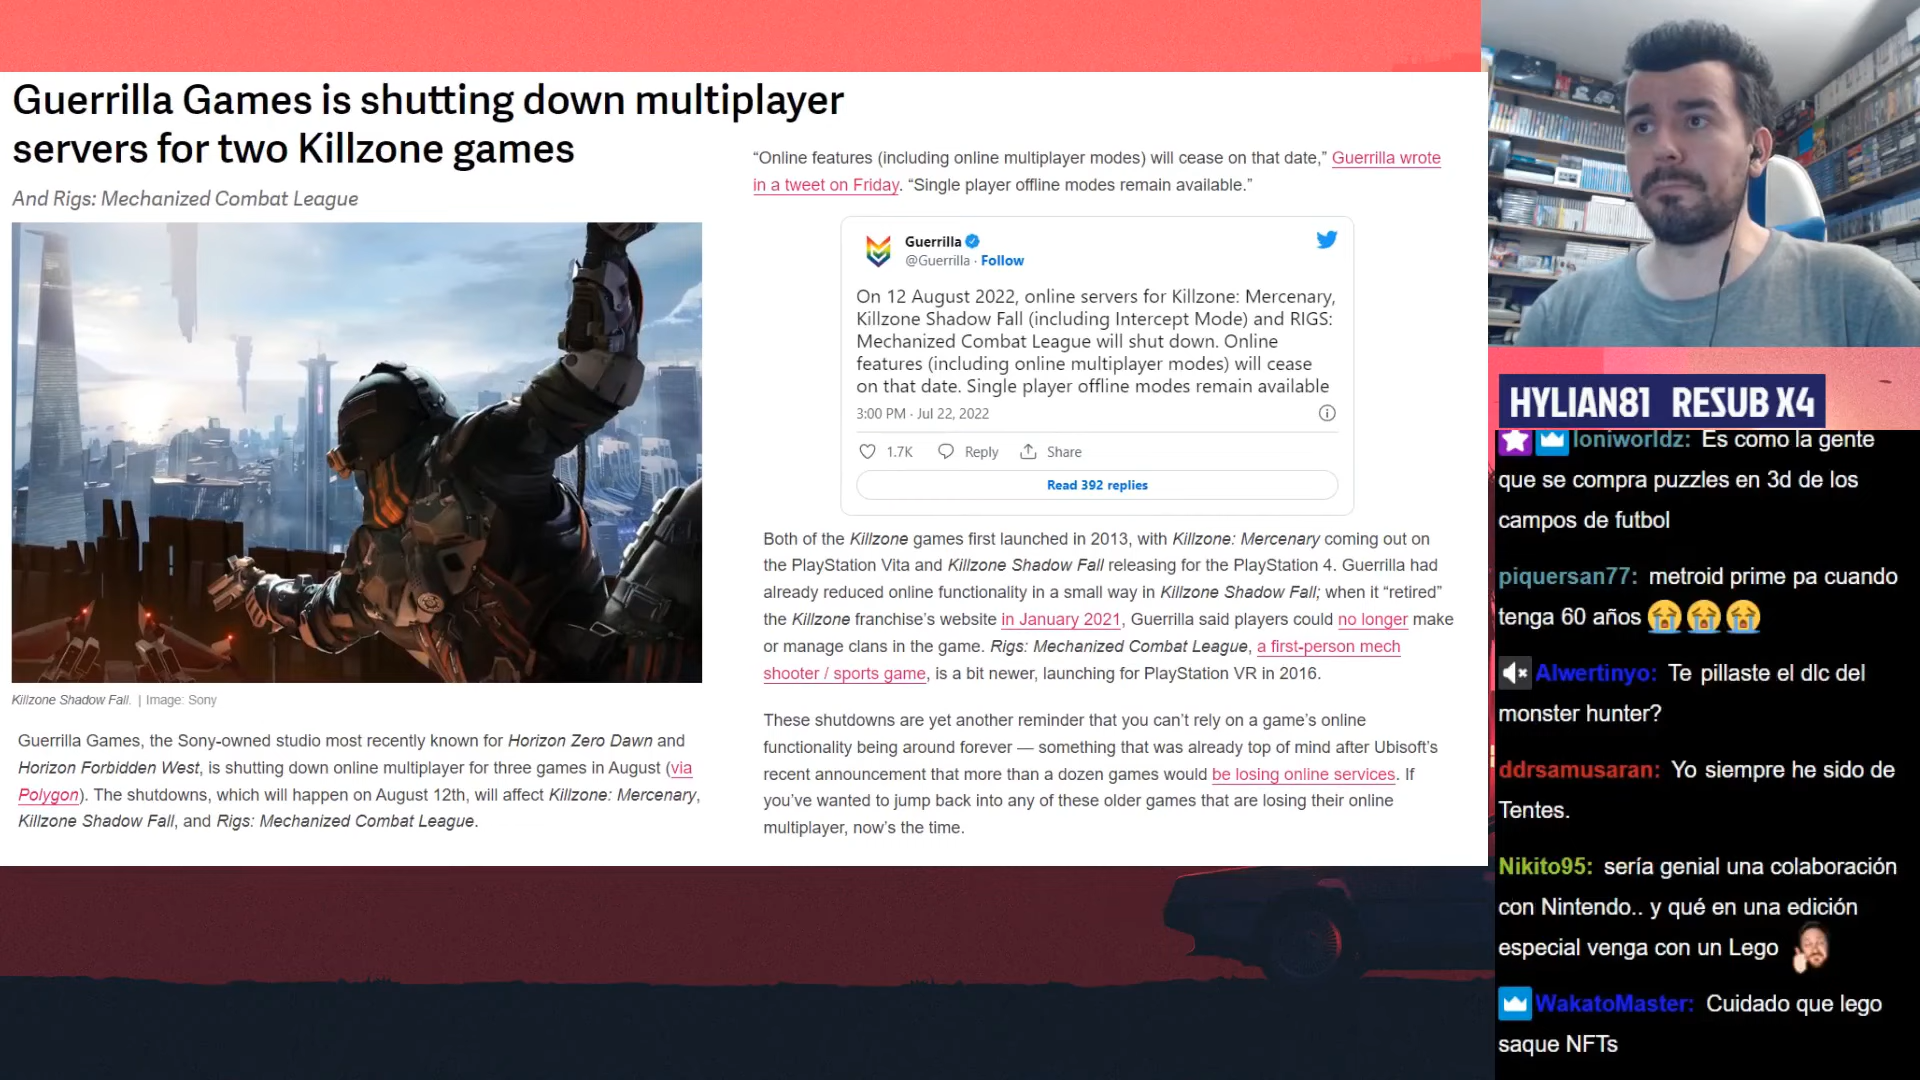 Guerrilla Games is shutting down multiplayer
servers for two Killzone games
And Rigs: Mechanized Combat League
Killzone Shadow Fall. | Image: Sony
Guerrilla Games, the Sony-owned studio most recently known for Horizon Zero Dawn and
Horizon Forbidden West, is shutting down online multiplayer for three games in August (via
Polygon). The shutdowns, which will happen on August 12th, will affect Killzone: Mercenary,
Killzone Shadow Fall, and Rigs: Mechanized Combat League.
“Online features (including online multiplayer modes) will cease on that date,” Guerrilla wrote
in a tweet on Friday. “Single player offline modes remain available.”
Guerrilla
@Guerrilla · Follow
On 12 August 2022, online servers for Killzone: Mercenary,
Killzone Shadow Fall (including Intercept Mode) and RIGS:
Mechanized Combat League will shut down. Online
features (including online multiplayer modes) will cease
on that date. Single player offline modes remain available
3:00 PM · Jul 22, 2022
1.7K Reply Share
Read 392 replies
Both of the Killzone games first launched in 2013, with Killzone: Mercenary coming out on
the PlayStation Vita and Killzone Shadow Fall releasing for the PlayStation 4. Guerrilla had
already reduced online functionality in a small way in Killzone Shadow Fall; when it “retired”
the Killzone franchise’s website in January 2021, Guerrilla said players could no longer make
or manage clans in the game. Rigs: Mechanized Combat League, a first-person mech
shooter / sports game, is a bit newer, launching for PlayStation VR in 2016.
These shutdowns are yet another reminder that you can’t rely on a game’s online
functionality being around forever — something that was already top of mind after Ubisoft’s
recent announcement that more than a dozen games would be losing online services. If
you’ve wanted to jump back into any of these older games that are losing their online
multiplayer, now’s the time.
HYLIAN81 RESUB X4
loniworldz: Es como la gente
que se compra puzzles en 3d de los
campos de futbol
piquersan77: metroid prime pa cuando
tenga 60 años 😭😭😭
Alwertinyo: Te pillaste el dlc del
monster hunter?
ddrsamusaran: Yo siempre he sido de
Tentes.
Nikito95: sería genial una colaboración
con Nintendo.. y qué en una edición
especial venga con un Lego
WakatoMaster: Cuidado que lego
saque NFTs